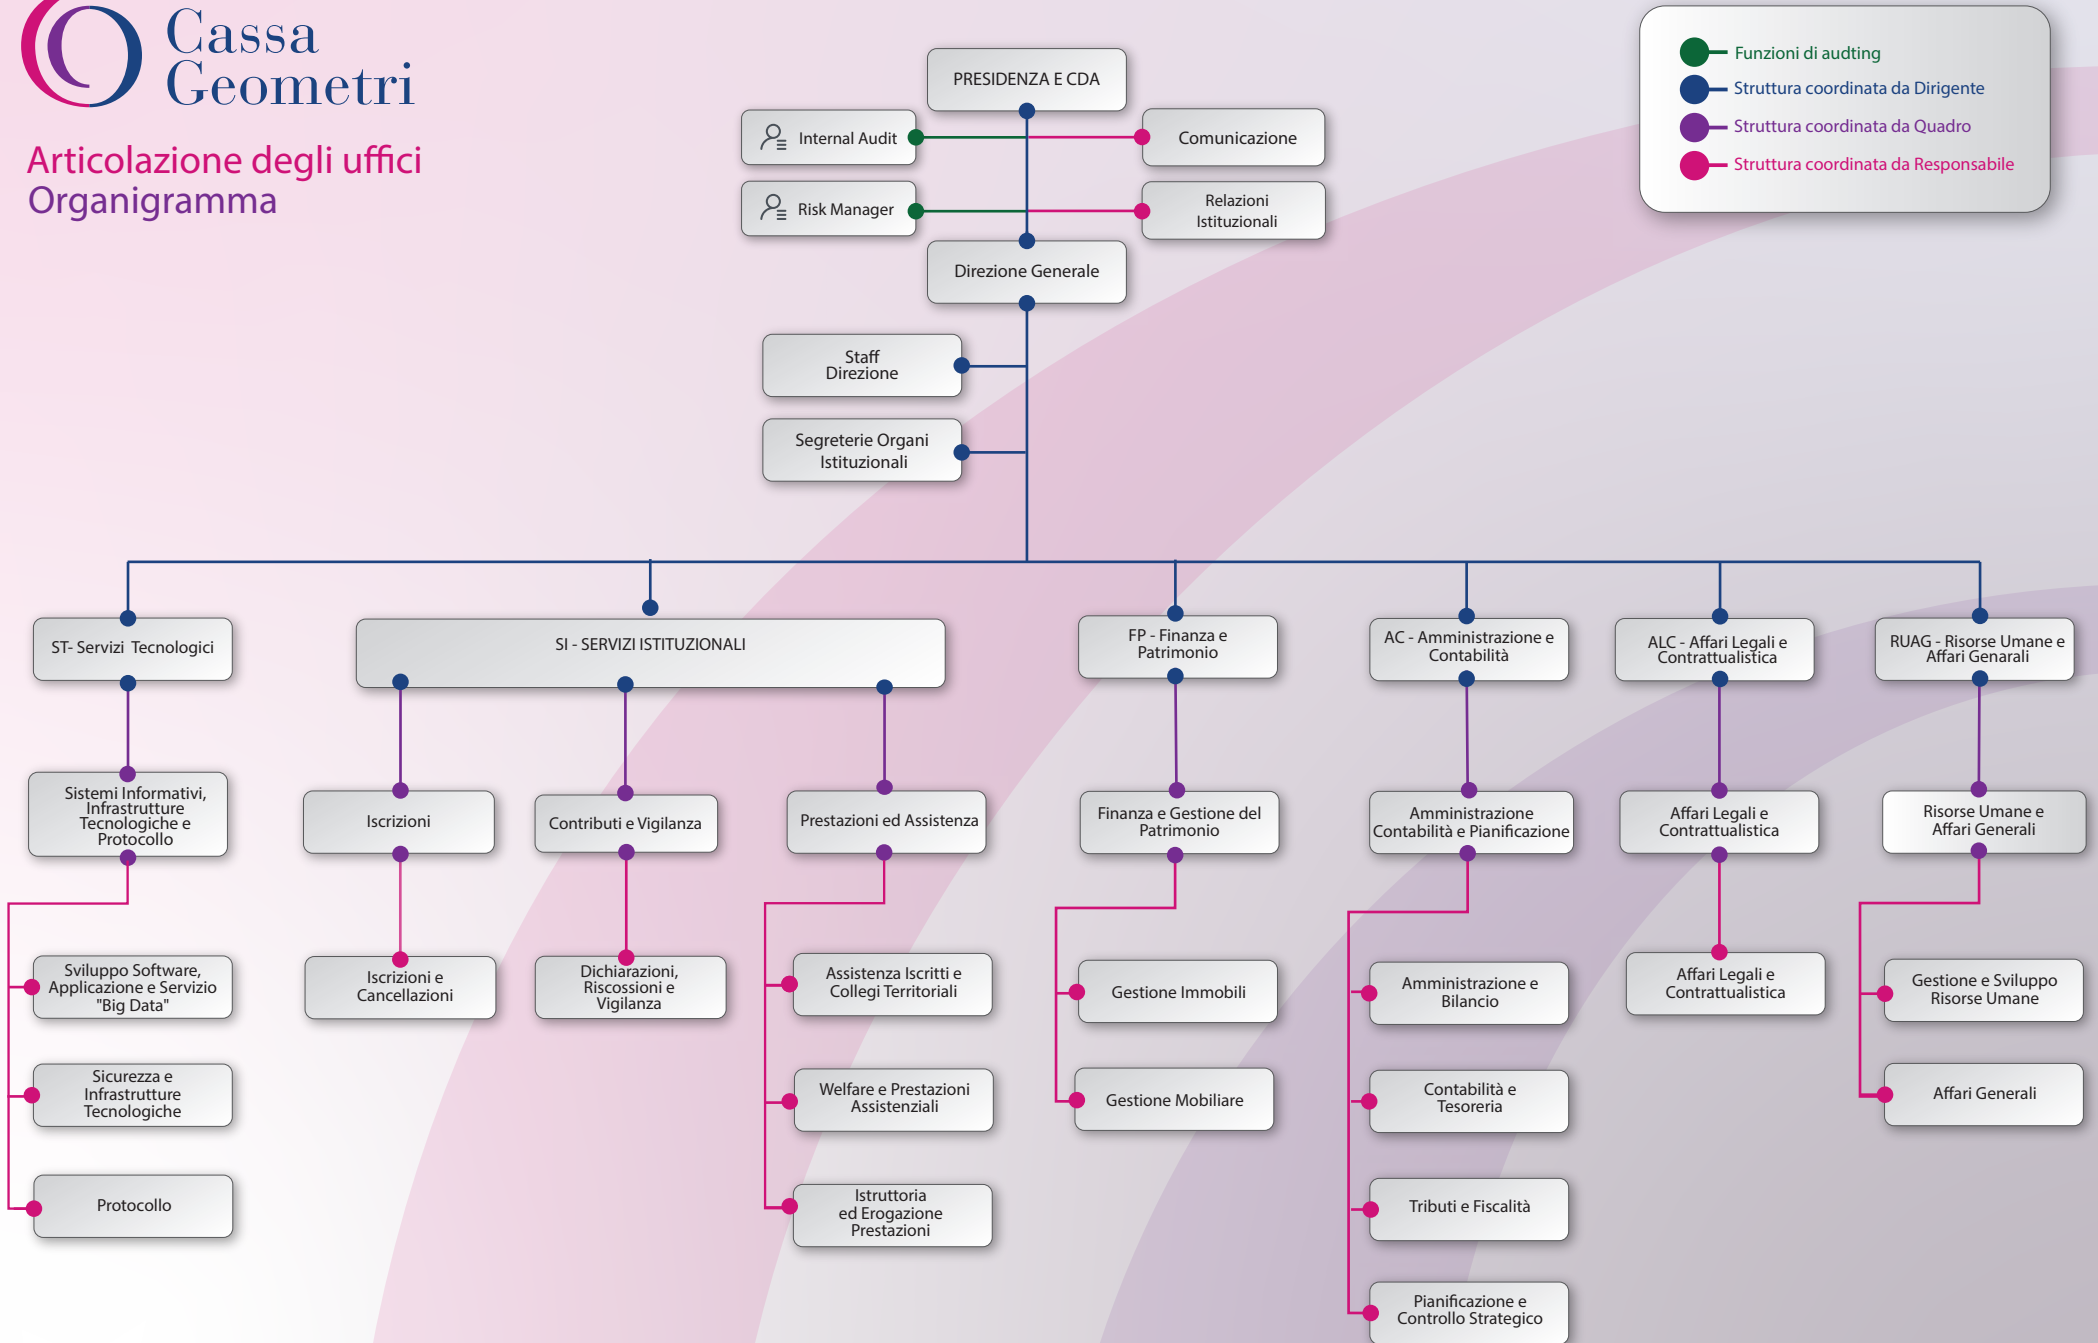 Cassa
Geometri
Articolazione degli uffici
Organigramma
Funzioni di audting
Struttura coordinata da Dirigente
Struttura coordinata da Quadro
Struttura coordinata da Responsabile
PRESIDENZA E CDA
Internal Audit
Comunicazione
Risk Manager
Relazioni
Istituzionali
Direzione Generale
Staff
Direzione
Segreterie Organi
Istituzionali
ST- Servizi Tecnologici
SI - SERVIZI ISTITUZIONALI
FP - Finanza e
Patrimonio
AC - Amministrazione e
Contabilità
ALC - Affari Legali e
Contrattualistica
RUAG - Risorse Umane e
Affari Genarali
Sistemi Informativi,
Infrastrutture
Tecnologiche e
Protocollo
Iscrizioni
Contributi e Vigilanza
Prestazioni ed Assistenza
Finanza e Gestione del
Patrimonio
Amministrazione
Contabilità e Pianificazione
Affari Legali e
Contrattualistica
Risorse Umane e
Affari Generali
Sviluppo Software,
Applicazione e Servizio
"Big Data"
Iscrizioni e
Cancellazioni
Dichiarazioni,
Riscossioni e
Vigilanza
Assistenza Iscritti e
Collegi Territoriali
Gestione Immobili
Amministrazione e
Bilancio
Affari Legali e
Contrattualistica
Gestione e Sviluppo
Risorse Umane
Sicurezza e
Infrastrutture
Tecnologiche
Welfare e Prestazioni
Assistenziali
Gestione Mobiliare
Contabilità e
Tesoreria
Affari Generali
Protocollo
Istruttoria
ed Erogazione
Prestazioni
Tributi e Fiscalità
Pianificazione e
Controllo Strategico